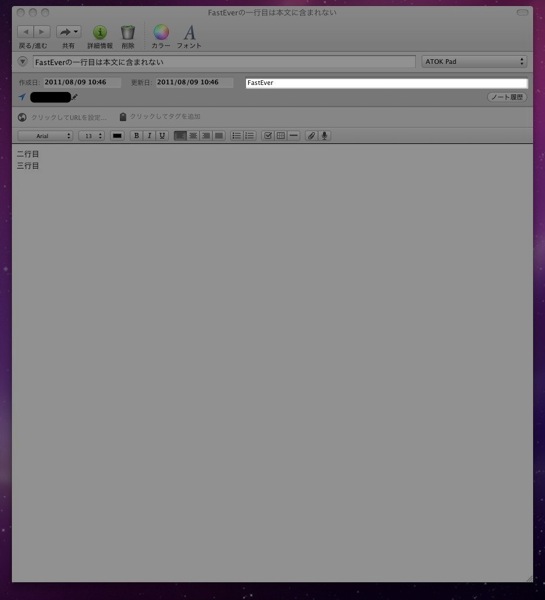 FastEverの一行目は本文に含まれない
戻る/進む 共有 詳細情報 削除 カラー フォント
FastEverの一行目は本文に含まれない ATOK Pad
作成日: 2011/08/09 10:46 更新日: 2011/08/09 10:46 FastEver
ノート履歴
クリックしてURLを設定... クリックしてタグを追加
Arial 13 B I U
二行目
三行目